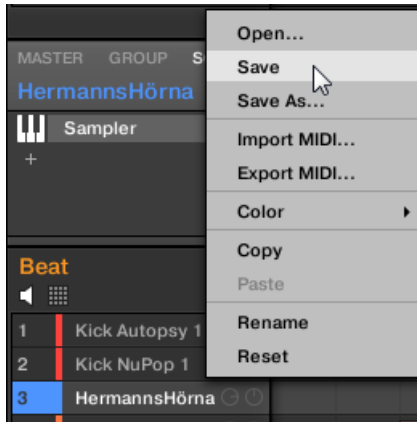 MASTER GROUP S
HermannsHörna
Sampler
+
Beat
1 Kick Autopsy 1
2 Kick NuPop 1
3 HermannsHörna
Open...
Save
Save As...
Import MIDI...
Export MIDI...
Color
Copy
Paste
Rename
Reset